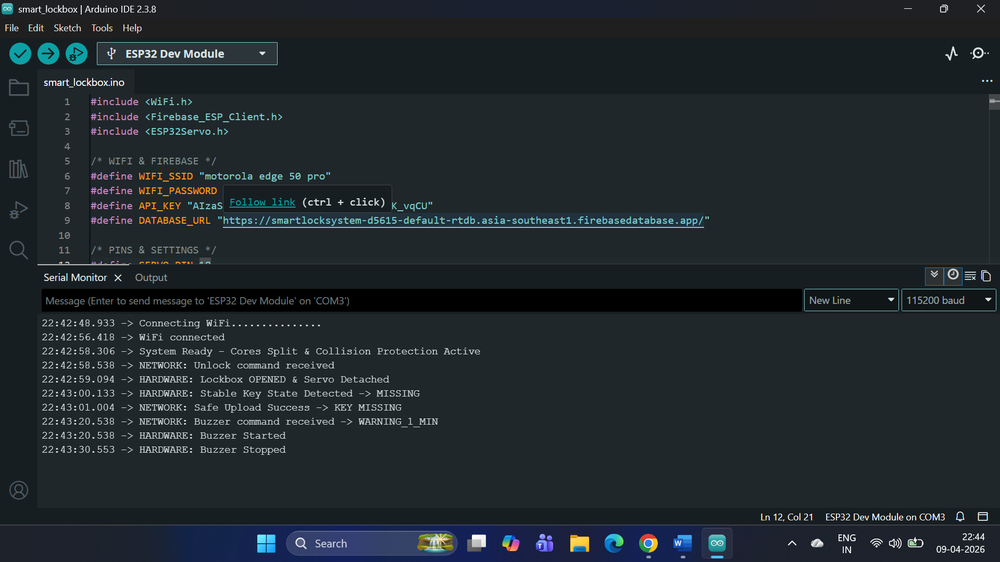 smart_lockbox | Arduino IDE 2.3.8
File Edit Sketch Tools Help
ESP32 Dev Module
smart_lockbox.ino
1 #include <WiFi.h>
2 #include <Firebase_ESP_Client.h>
3 #include <ESP32Servo.h>
4
5 /* WIFI & FIREBASE */
6 #define WIFI_SSID "motorola edge 50 pro"
7 #define WIFI_PASSWORD
Follow link (ctrl + click)
8 #define API_KEY "AIzaS K_vqCU"
9 #define DATABASE_URL "https://smartlocksystem-d5615-default-rtdb.asia-southeast1.firebasedatabase.app/"
10
11 /* PINS & SETTINGS */
12 #define SERVO_PIN 18
Serial Monitor Output
Message (Enter to send message to 'ESP32 Dev Module' on 'COM3') New Line 115200 baud
22:42:48.933 -> Connecting WiFi...............
22:42:56.418 -> WiFi connected
22:42:58.306 -> System Ready - Cores Split & Collision Protection Active
22:42:58.538 -> NETWORK: Unlock command received
22:42:59.094 -> HARDWARE: Lockbox OPENED & Servo Detached
22:43:00.133 -> HARDWARE: Stable Key State Detected -> MISSING
22:43:01.004 -> NETWORK: Safe Upload Success -> KEY MISSING
22:43:20.538 -> NETWORK: Buzzer command received -> WARNING_1_MIN
22:43:20.538 -> HARDWARE: Buzzer Started
22:43:30.553 -> HARDWARE: Buzzer Stopped
Ln 12, Col 21 ESP32 Dev Module on COM3
Search
ENG
IN
22:44
09-04-2026